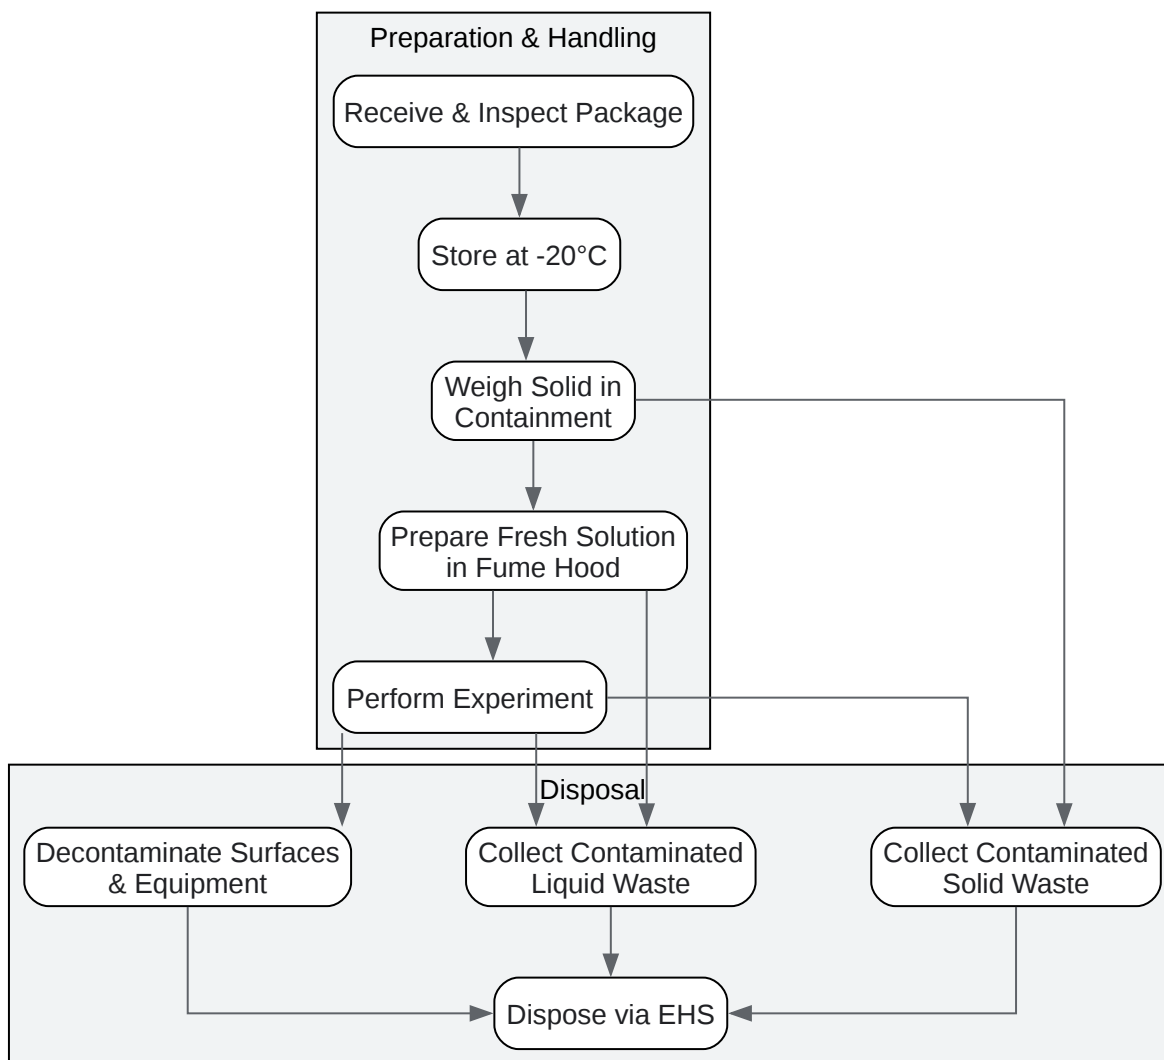 Preparation & Handling
Receive & Inspect Package
Store at -20°C
Weigh Solid in
Containment
Prepare Fresh Solution
in Fume Hood
Perform Experiment
Disposal
Decontaminate Surfaces
& Equipment
Collect Contaminated
Liquid Waste
Collect Contaminated
Solid Waste
Dispose via EHS